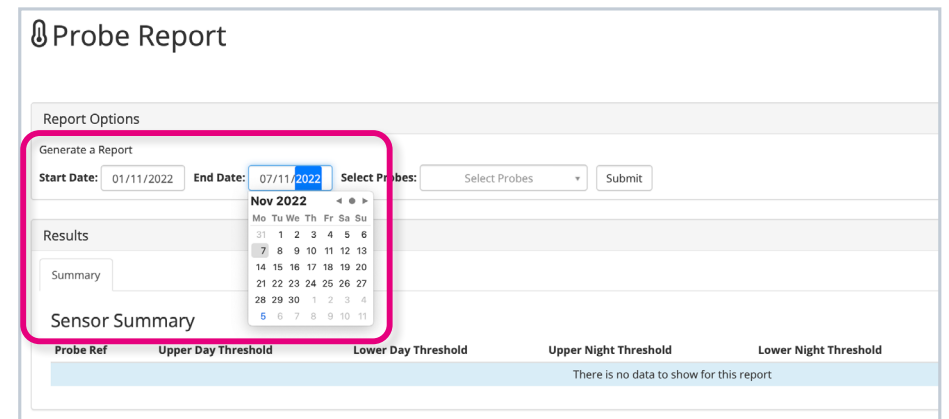 Probe Report
Report Options
Generate a Report
Start Date: 01/11/2022 End Date: 07/11/2022 Select Probes: Select Probes Submit
Nov 2022
Mo Tu We Th Fr Sa Su
31 1 2 3 4 5 6
7 8 9 10 11 12 13
14 15 16 17 18 19 20
21 22 23 24 25 26 27
28 29 30 1 2 3 4
5 6 7 8 9 10 11
Results
Summary
Sensor Summary
Probe Ref Upper Day Threshold Lower Day Threshold Upper Night Threshold Lower Night Threshold
There is no data to show for this report